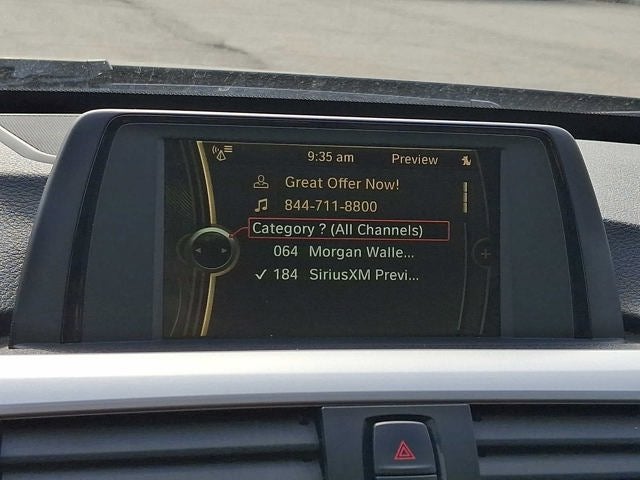 9:35 am Preview
Great Offer Now!
844-711-8800
Category ? (All Channels)
064 Morgan Walle...
184 SiriusXM Previ...